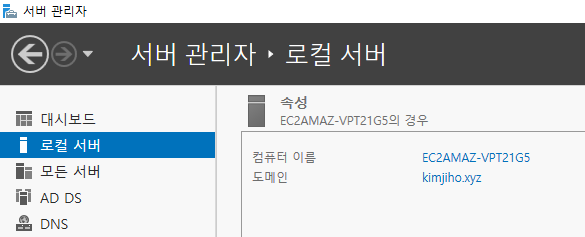 서버 관리자
서버 관리자 ‣ 로컬 서버
대시보드
로컬 서버
모든 서버
AD DS
DNS
속성
EC2AMAZ-VPT21G5의 경우
컴퓨터 이름 EC2AMAZ-VPT21G5
도메인 kimjiho.xyz